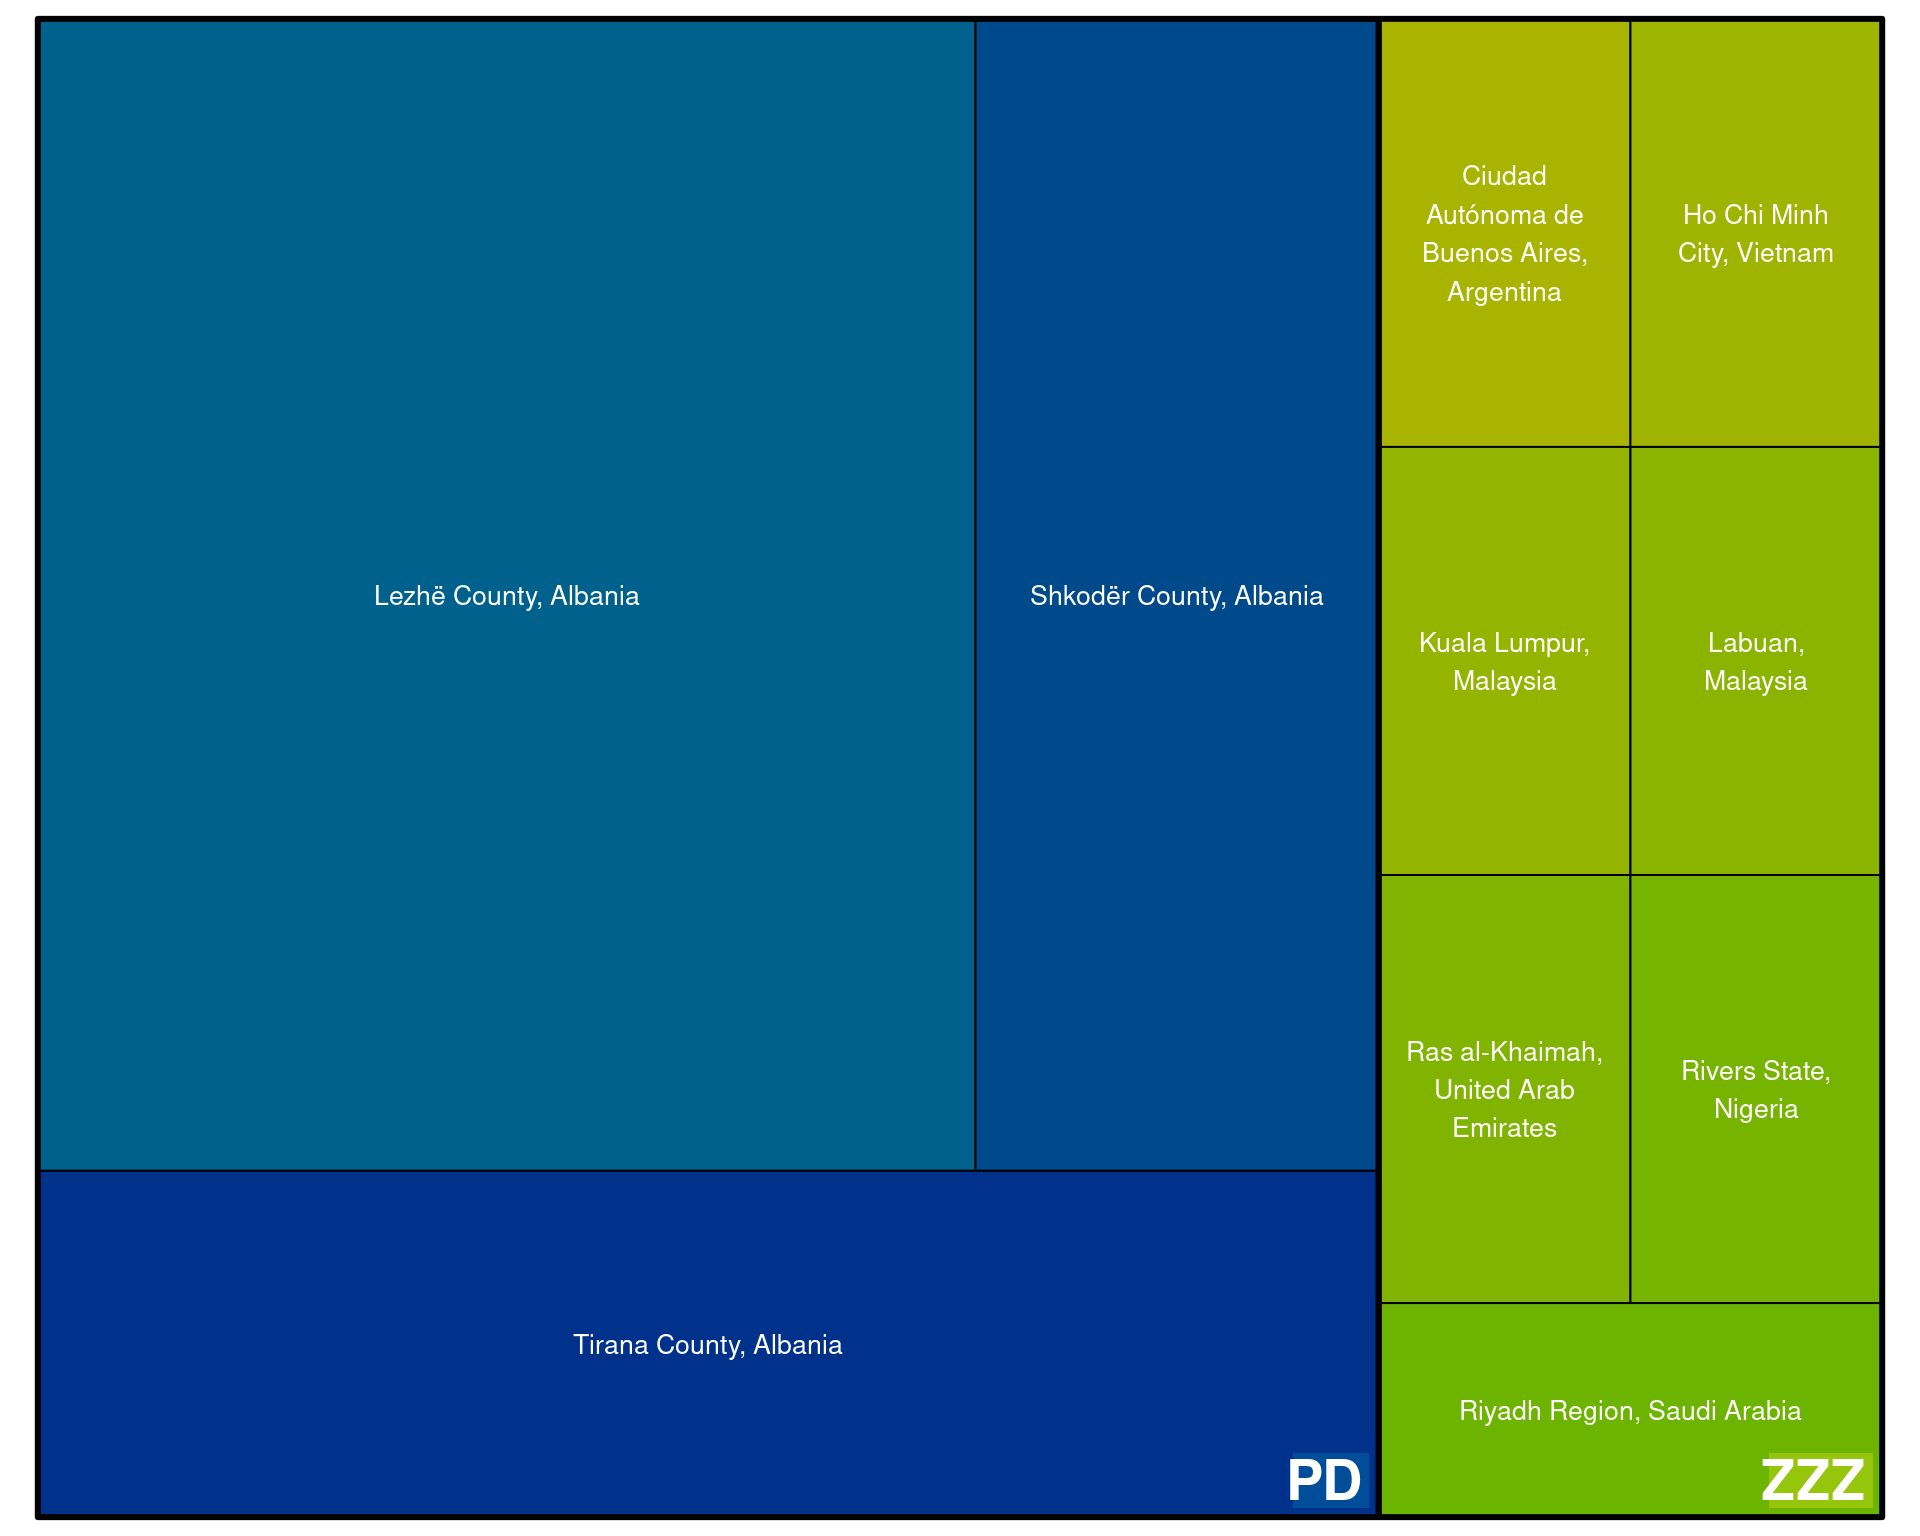 Lezhë County, Albania
Shkodër County, Albania
Tirana County, Albania
PD
Ciudad
Autónoma de
Buenos Aires,
Argentina
Ho Chi Minh
City, Vietnam
Kuala Lumpur,
Malaysia
Labuan,
Malaysia
Ras al-Khaimah,
United Arab
Emirates
Rivers State,
Nigeria
Riyadh Region, Saudi Arabia
ZZZ